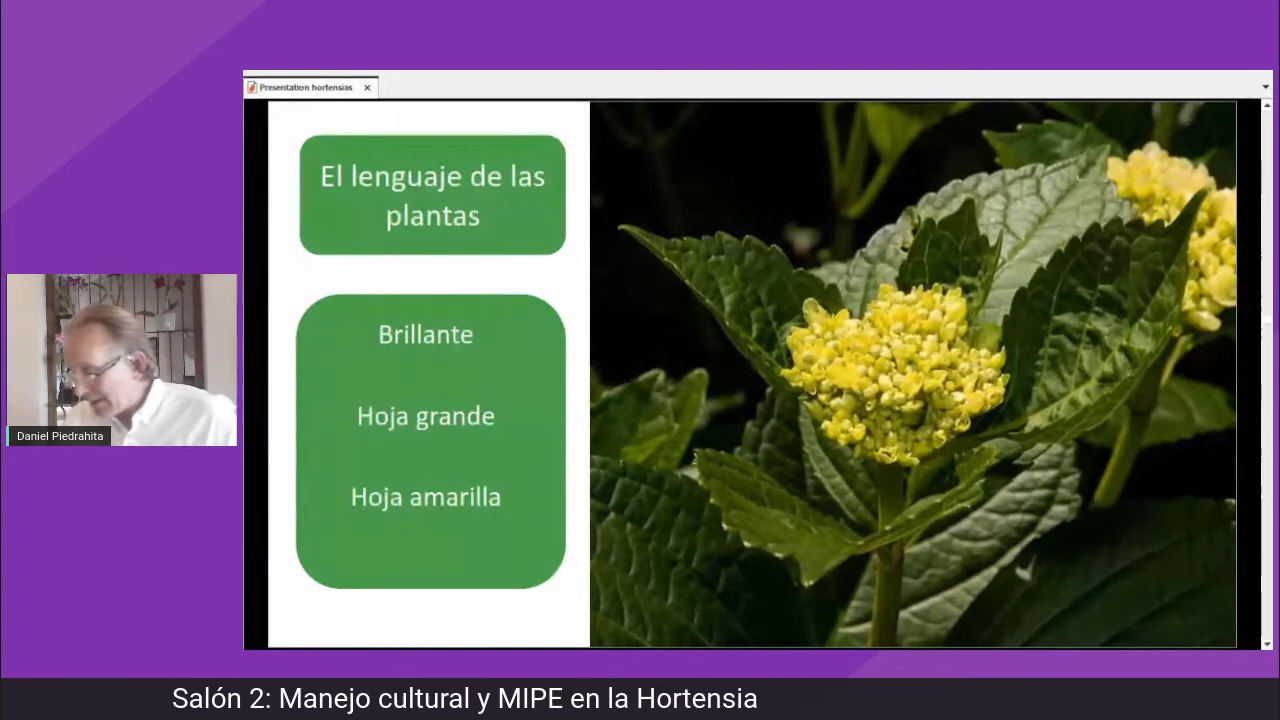 Presentation hortensias
El lenguaje de las
plantas
Brillante
Hoja grande
Hoja amarilla
Daniel Piedrahita
Salón 2: Manejo cultural y MIPE en la Hortensia